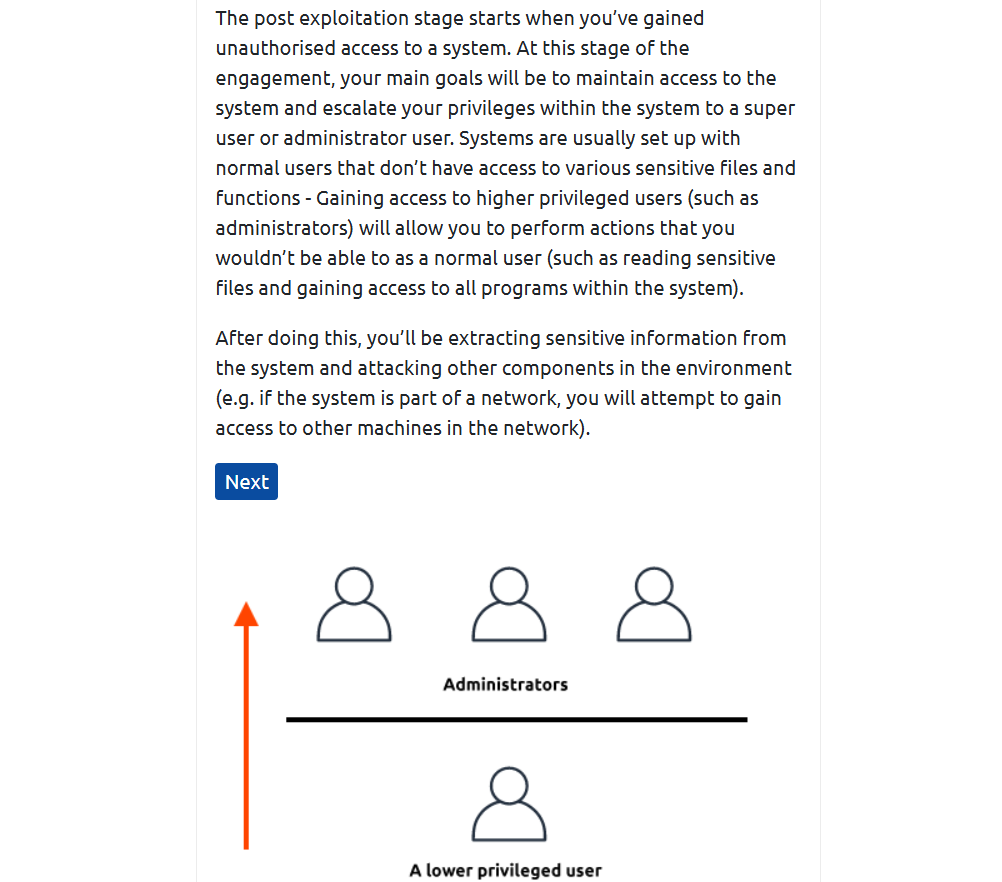 The post exploitation stage starts when you’ve gained
unauthorised access to a system. At this stage of the
engagement, your main goals will be to maintain access to the
system and escalate your privileges within the system to a super
user or administrator user. Systems are usually set up with
normal users that don’t have access to various sensitive files and
functions - Gaining access to higher privileged users (such as
administrators) will allow you to perform actions that you
wouldn’t be able to as a normal user (such as reading sensitive
files and gaining access to all programs within the system).
After doing this, you’ll be extracting sensitive information from
the system and attacking other components in the environment
(e.g. if the system is part of a network, you will attempt to gain
access to other machines in the network).
Next
Administrators
A lower privileged user